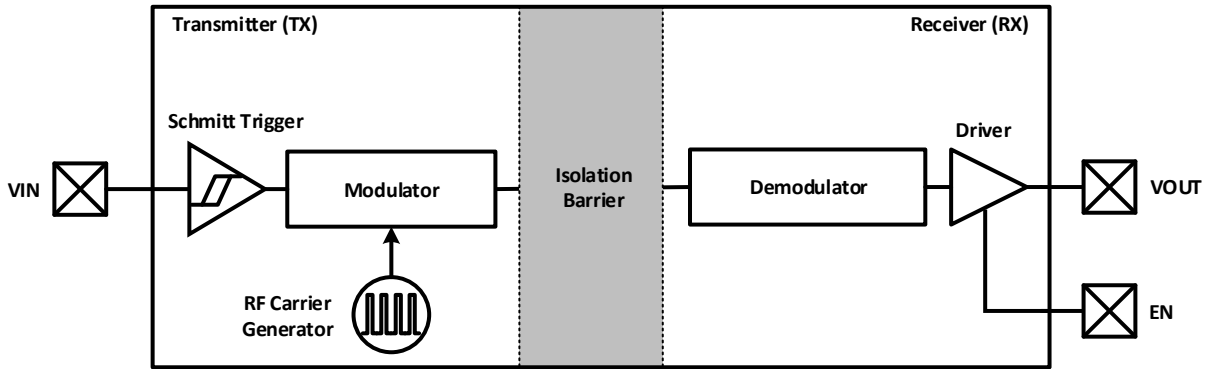 Transmitter (TX)
Receiver (RX)
Schmitt Trigger
Driver
VIN
Modulator
Isolation
Barrier
Demodulator
VOUT
RF Carrier
Generator
EN